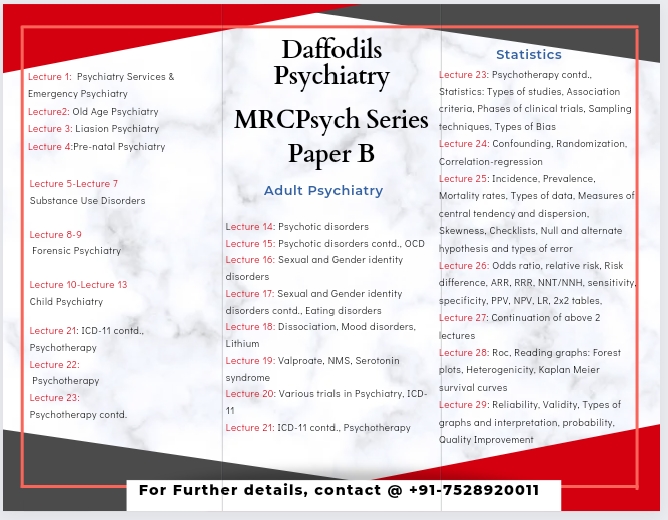 Lecture 1: Psychiatry Services &
Emergency Psychiatry
Lecture2: Old Age Psychiatry
Lecture 3: Liasion Psychiatry
Lecture 4:Pre-natal Psychiatry
Lecture 5-Lecture 7
Substance Use Disorders
Lecture 8-9
Forensic Psychiatry
Lecture 10-Lecture 13
Child Psychiatry
Lecture 21: ICD-11 contd.,
Psychotherapy
Lecture 22:
Psychotherapy
Lecture 23:
Psychotherapy contd.
Daffodils
Psychiatry
MRCPsych Series
Paper B
Adult Psychiatry
Lecture 14: Psychotic disorders
Lecture 15: Psychotic disorders contd., OCD
Lecture 16: Sexual and Gender identity
disorders
Lecture 17: Sexual and Gender identity
disorders contd., Eating disorders
Lecture 18: Dissociation, Mood disorders,
Lithium
Lecture 19: Valproate, NMS, Serotonin
syndrome
Lecture 20: Various trials in Psychiatry, ICD-
11
Lecture 21: ICD-11 contd., Psychotherapy
Statistics
Lecture 23: Psychotherapy contd.,
Statistics: Types of studies, Association
criteria, Phases of clinical trials, Sampling
techniques, Types of Bias
Lecture 24: Confounding, Randomization,
Correlation-regression
Lecture 25: Incidence, Prevalence,
Mortality rates, Types of data, Measures of
central tendency and dispersion,
Skewness, Checklists, Null and alternate
hypothesis and types of error
Lecture 26: Odds ratio, relative risk, Risk
difference, ARR, RRR, NNT/NNH, sensitivity,
specificity, PPV, NPV, LR, 2x2 tables,
Lecture 27: Continuation of above 2
lectures
Lecture 28: Roc, Reading graphs: Forest
plots, Heterogenicity, Kaplan Meier
survival curves
Lecture 29: Reliability, Validity, Types of
graphs and interpretation, probability,
Quality Improvement
For Further details, contact @ +91-7528920011